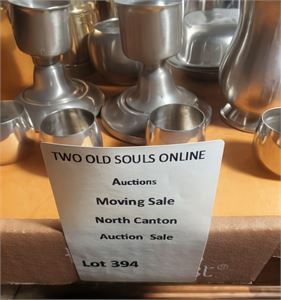 TWO OLD SOULS ONLINE
Auctions
Moving Sale
North Canton
Auction Sale
Lot 394